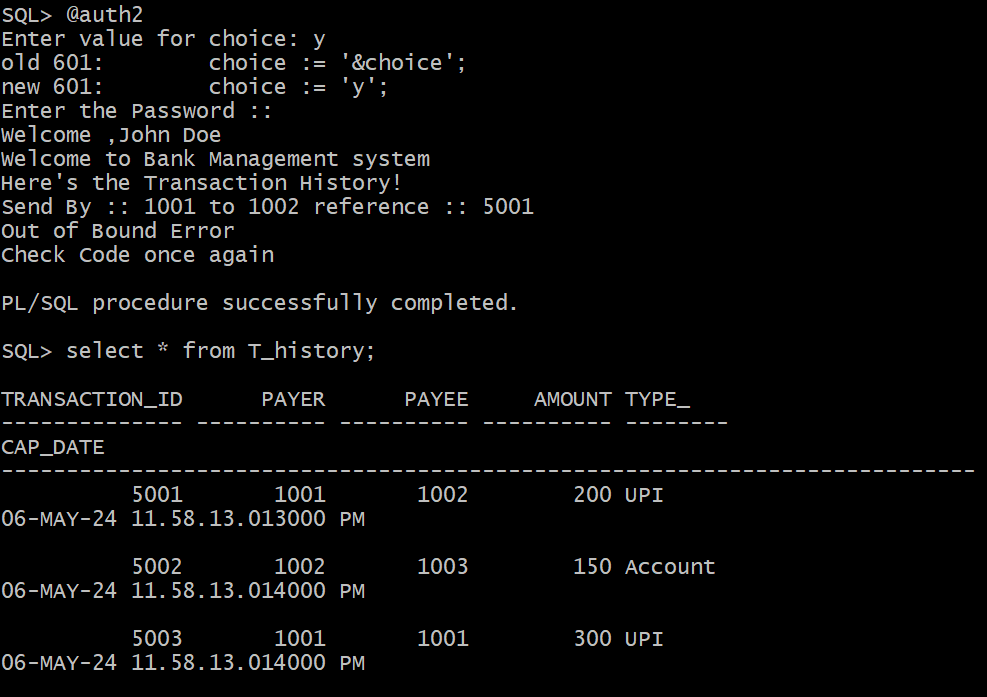 SQL> @auth2
Enter value for choice: y
old 601:        choice := '&choice';
new 601:        choice := 'y';
Enter the Password ::
Welcome ,John Doe
Welcome to Bank Management system
Here's the Transaction History!
Send By :: 1001 to 1002 reference :: 5001
Out of Bound Error
Check Code once again
PL/SQL procedure successfully completed.
SQL> select * from T_history;
TRANSACTION_ID      PAYER      PAYEE     AMOUNT TYPE_
-------------- ---------- ---------- ---------- --------
CAP_DATE
---------------------------------------------------------------------------
          5001       1001       1002        200 UPI
06-MAY-24 11.58.13.013000 PM
          5002       1002       1003        150 Account
06-MAY-24 11.58.13.014000 PM
          5003       1001       1001        300 UPI
06-MAY-24 11.58.13.014000 PM